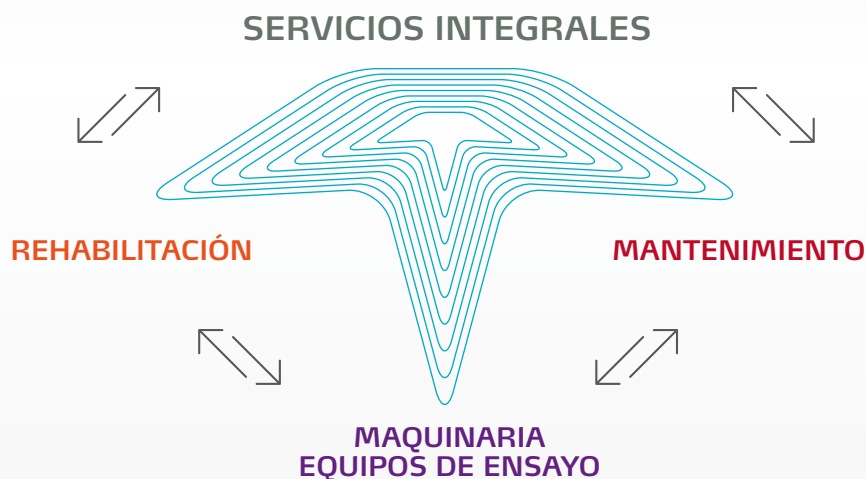 SERVICIOS INTEGRALES
REHABILITACIÓN
MANTENIMIENTO
MAQUINARIA
EQUIPOS DE ENSAYO